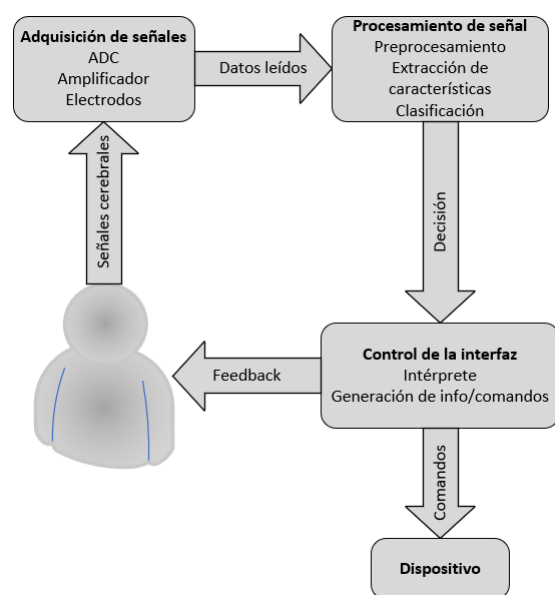 Adquisición de señales
ADC
Amplificador
Electrodos
Datos leídos
Procesamiento de señal
Preprocesamiento
Extracción de
características
Clasificación
Señales cerebrales
Decisión
Feedback
Control de la interfaz
Intérprete
Generación de info/comandos
Comandos
Dispositivo